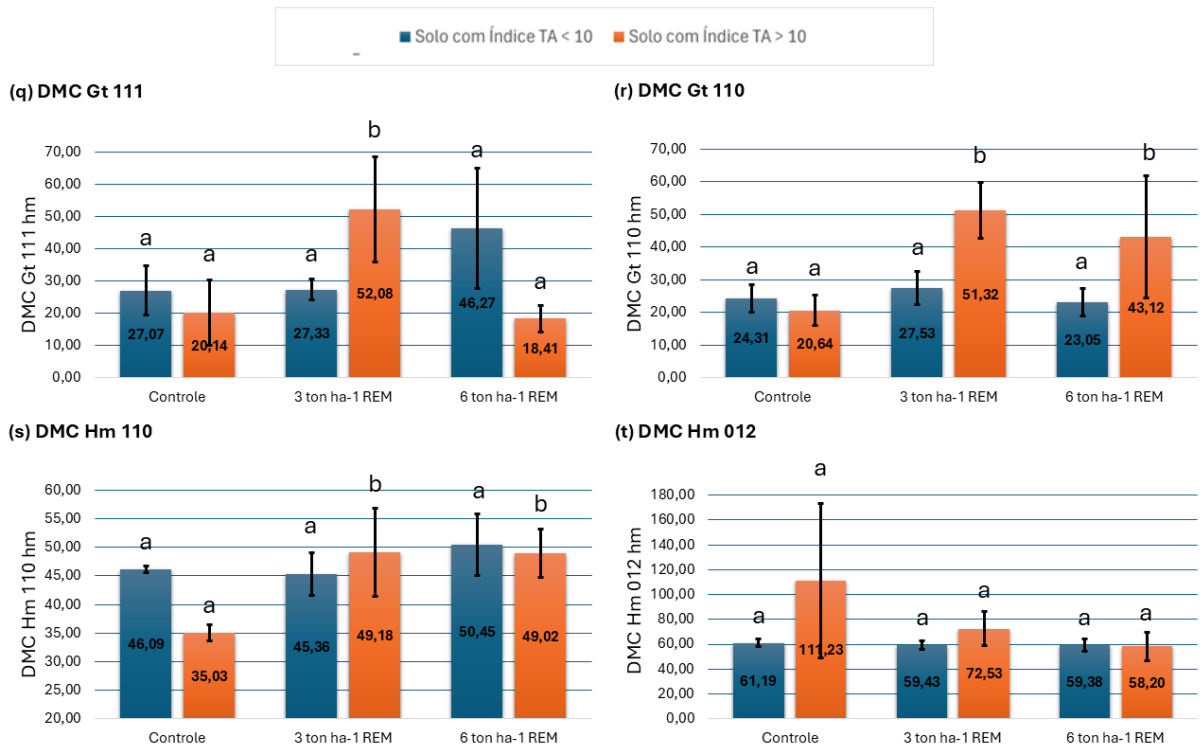 Solo com Índice TA < 10 Solo com Índice TA > 10
(q) DMC Gt 111
DMC Gt 111 hm
70,00
60,00
50,00
40,00
30,00
20,00
10,00
0,00
a
a
a
b
a
a
27,07
20,14
27,33
52,08
46,27
18,41
Controle
3 ton ha-1 REM
6 ton ha-1 REM
(r) DMC Gt 110
DMC Gt 110 hm
70,00
60,00
50,00
40,00
30,00
20,00
10,00
0,00
a
a
a
b
a
b
24,31
20,64
27,53
51,32
23,05
43,12
Controle
3 ton ha-1 REM
6 ton ha-1 REM
(s) DMC Hm 110
DMC Hm 110 hm
60,00
55,00
50,00
45,00
40,00
35,00
30,00
25,00
20,00
a
a
a
b
a
b
46,09
35,03
45,36
49,18
50,45
49,02
Controle
3 ton ha-1 REM
6 ton ha-1 REM
(t) DMC Hm 012
DMC Hm 012 hm
180,00
160,00
140,00
120,00
100,00
80,00
60,00
40,00
20,00
0,00
a
a
a
a
a
a
61,19
111,23
59,43
72,53
59,38
58,20
Controle
3 ton ha-1 REM
6 ton ha-1 REM